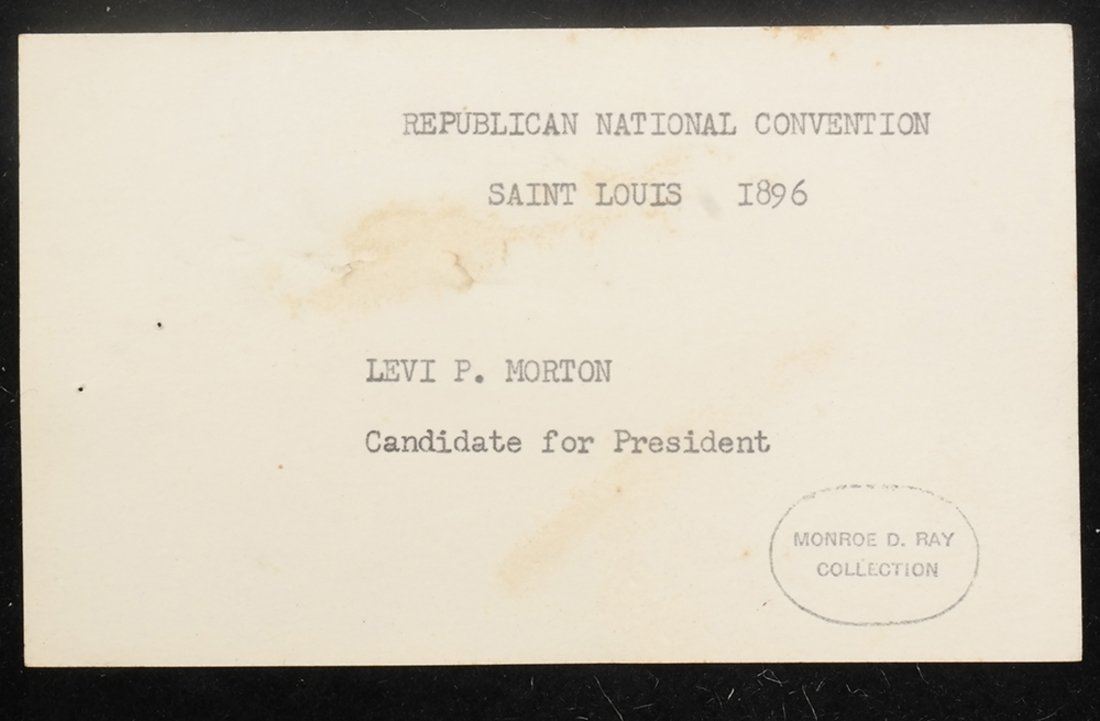 REPUBLICAN NATIONAL CONVENTION
SAINT LOUIS 1896
LEVI P. MORTON
Candidate for President
MONROE D. RAY
COLLECTION